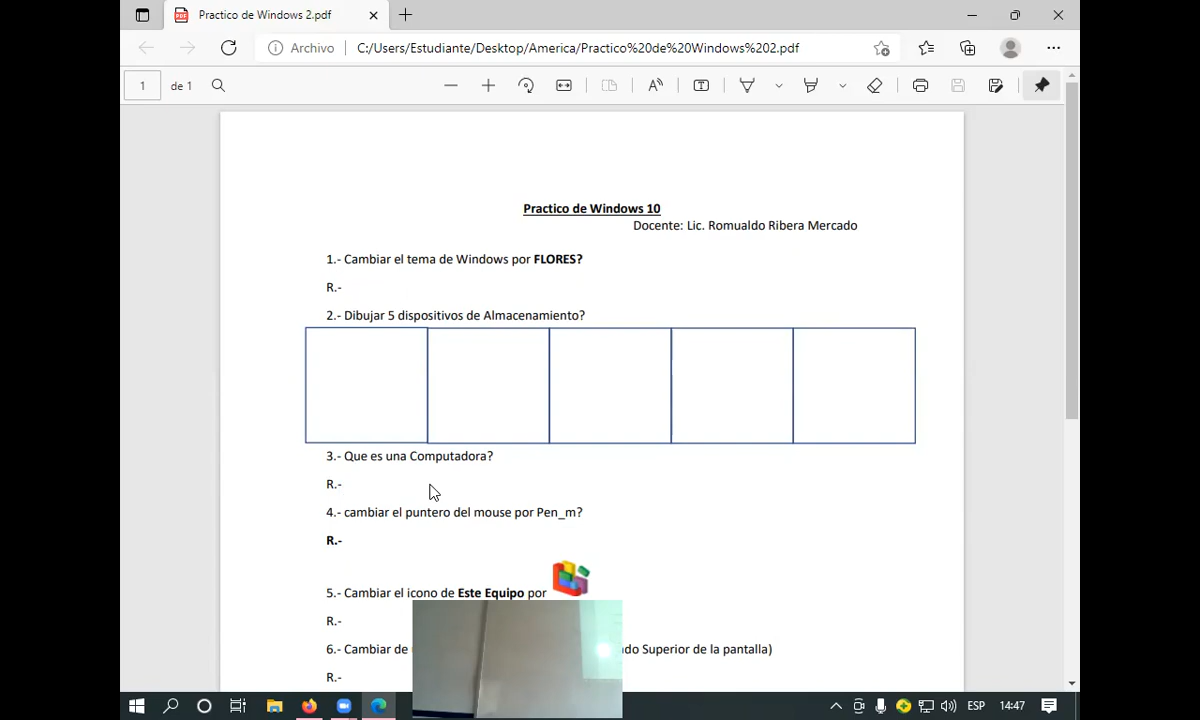 Practico de Windows 2.pdf
Archivo
C:/Users/Estudiante/Desktop/America/Practico%20de%20Windows%202.pdf
1 de 1
Practico de Windows 10
Docente: Lic. Romualdo Ribera Mercado
1.- Cambiar el tema de Windows por FLORES?
R.-
2.- Dibujar 5 dispositivos de Almacenamiento?
3.- Que es una Computadora?
R.-
4.- cambiar el puntero del mouse por Pen_m?
R.-
5.- Cambiar el icono de Este Equipo por
R.-
6.- Cambiar de Superior de la pantalla)
R.-
ESP 14:47